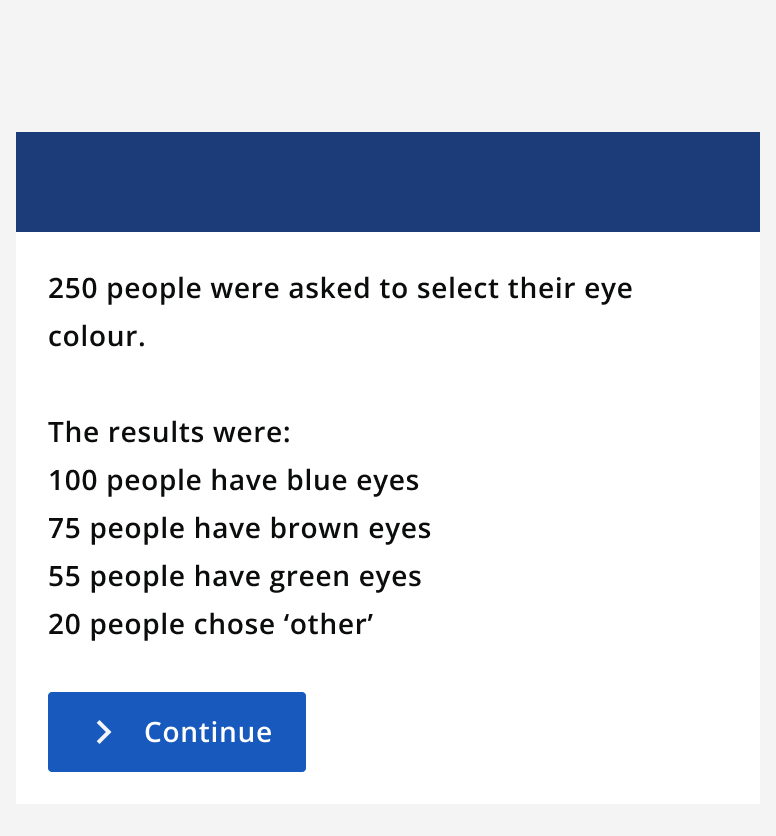 250 people were asked to select their eye
colour.
The results were:
100 people have blue eyes
75 people have brown eyes
55 people have green eyes
20 people chose ‘other’
Continue